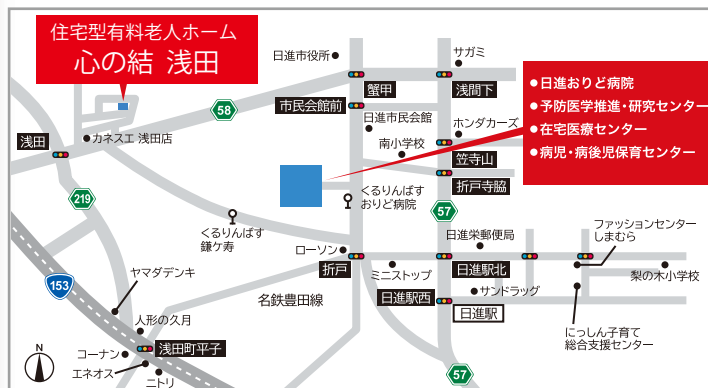 住宅型有料老人ホーム
心の結 浅田
日進市役所
サガミ
蟹甲
浅間下
58
市民会館前
日進市民会館
ホンダカーズ
●日進おりど病院
●予防医学推進・研究センター
●在宅医療センター
●病児・病後児保育センター
浅田
カネスエ 浅田店
南小学校
笠寺山
折戸寺脇
219
くるりんばす
おりど病院
57
くるりんばす
鎌ケ寿
ローソン
折戸
ミニストップ
日進栄郵便局
日進駅北
ファッションセンター
しまむら
梨の木小学校
153
ヤマダデンキ
名鉄豊田線
日進駅西
サンドラッグ
日進駅
人形の久月
浅田町平子
にっしん子育て
総合支援センター
N
コーナン
エネオス
ニトリ
57